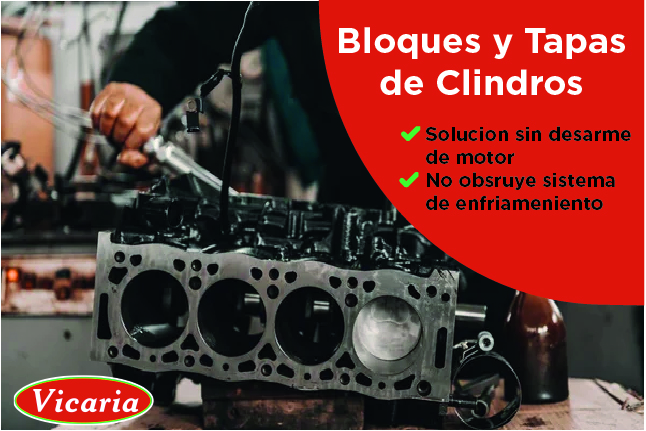 Bloques y Tapas
de Clindros
Solucion sin desarme
de motor
No obsruye sistema
de enfriameniento
Vicaria